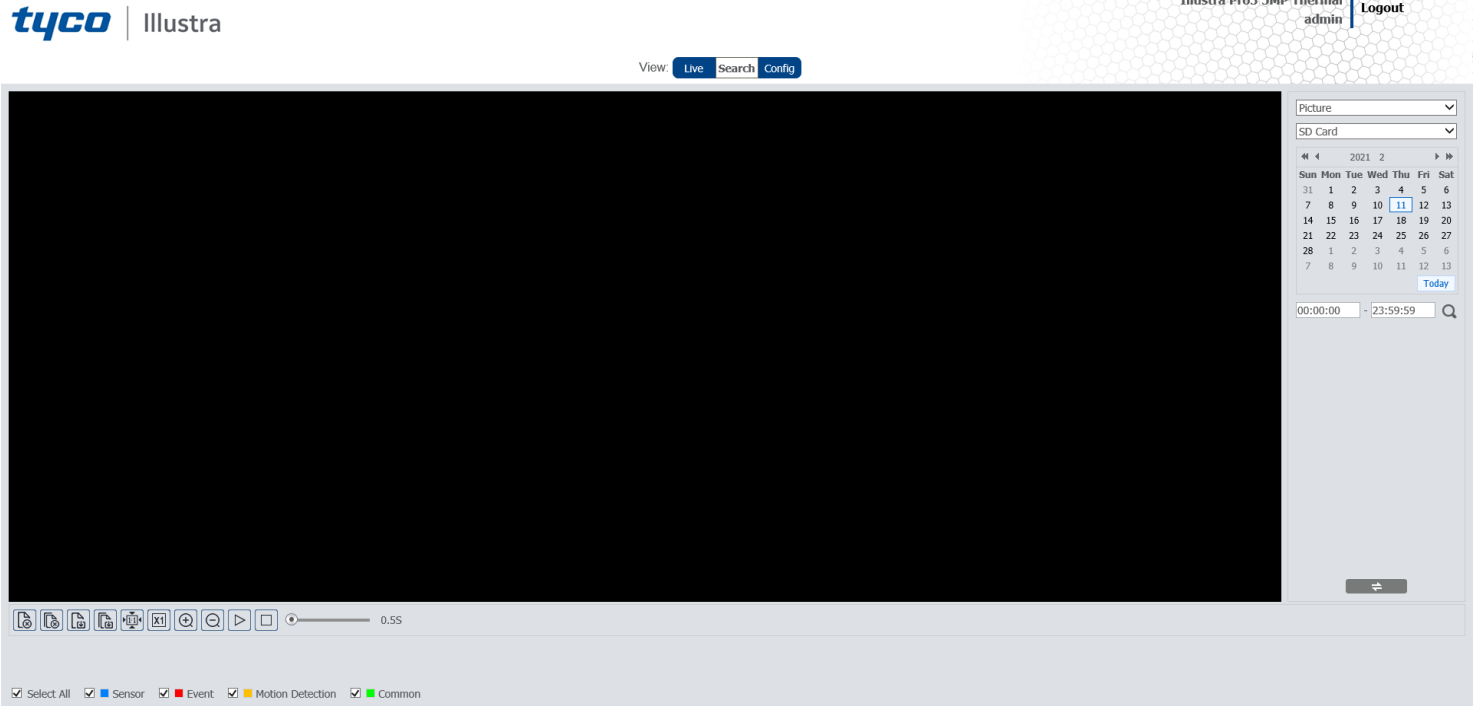 tyco | Illustra
Illustra Pro3 5MP Thermal
admin
Logout
View: Live Search Config
Picture
SD Card
2021 2
Sun Mon Tue Wed Thu Fri Sat
31 1 2 3 4 5 6
7 8 9 10 11 12 13
14 15 16 17 18 19 20
21 22 23 24 25 26 27
28 1 2 3 4 5 6
7 8 9 10 11 12 13
Today
00:00:00 - 23:59:59
1:1 X1 0.5S
Select All Sensor Event Motion Detection Common